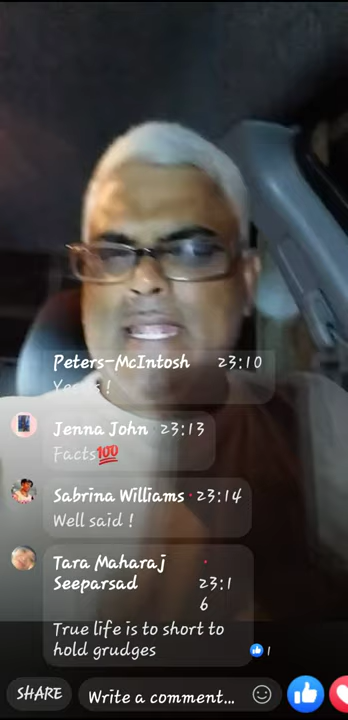 Peters-McIntosh 23:10
!
Jenna John 23:13
Facts💯
Sabrina Williams 23:14
Well said !
Tara Maharaj
Seeparsad 23:1
6
True life is to short to
hold grudges
1
SHARE Write a comment...